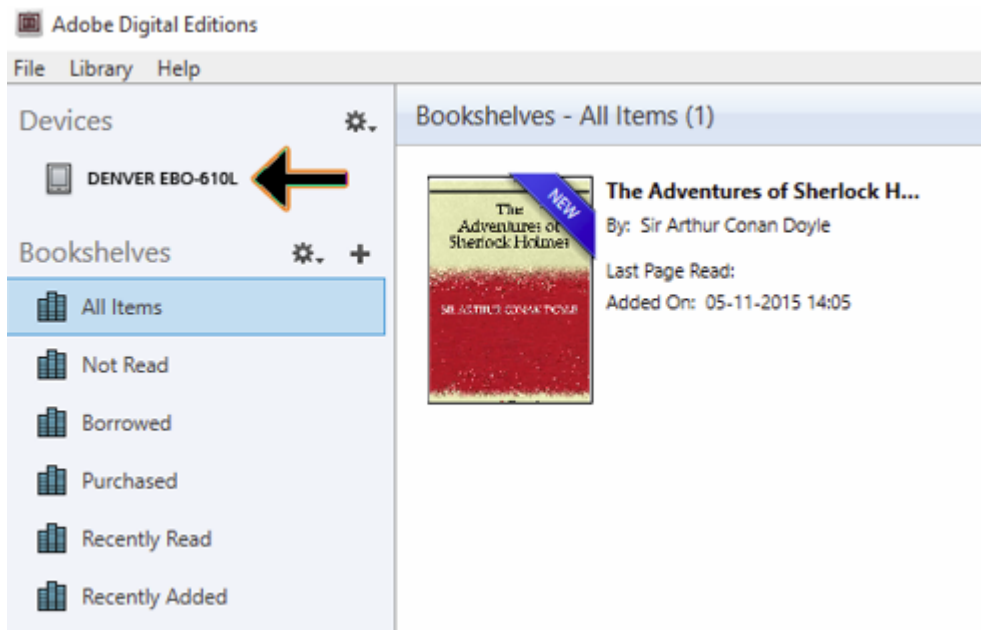 Adobe Digital Editions
File Library Help
Devices
DENVER EBO-610L
Bookshelves
All Items
Not Read
Borrowed
Purchased
Recently Read
Recently Added
Bookshelves - All Items (1)
The
Adventures of
Sherlock Holmes
SIR ARTHUR CONAN DOYLE
NEW
The Adventures of Sherlock H...
By: Sir Arthur Conan Doyle
Last Page Read:
Added On: 05-11-2015 14:05